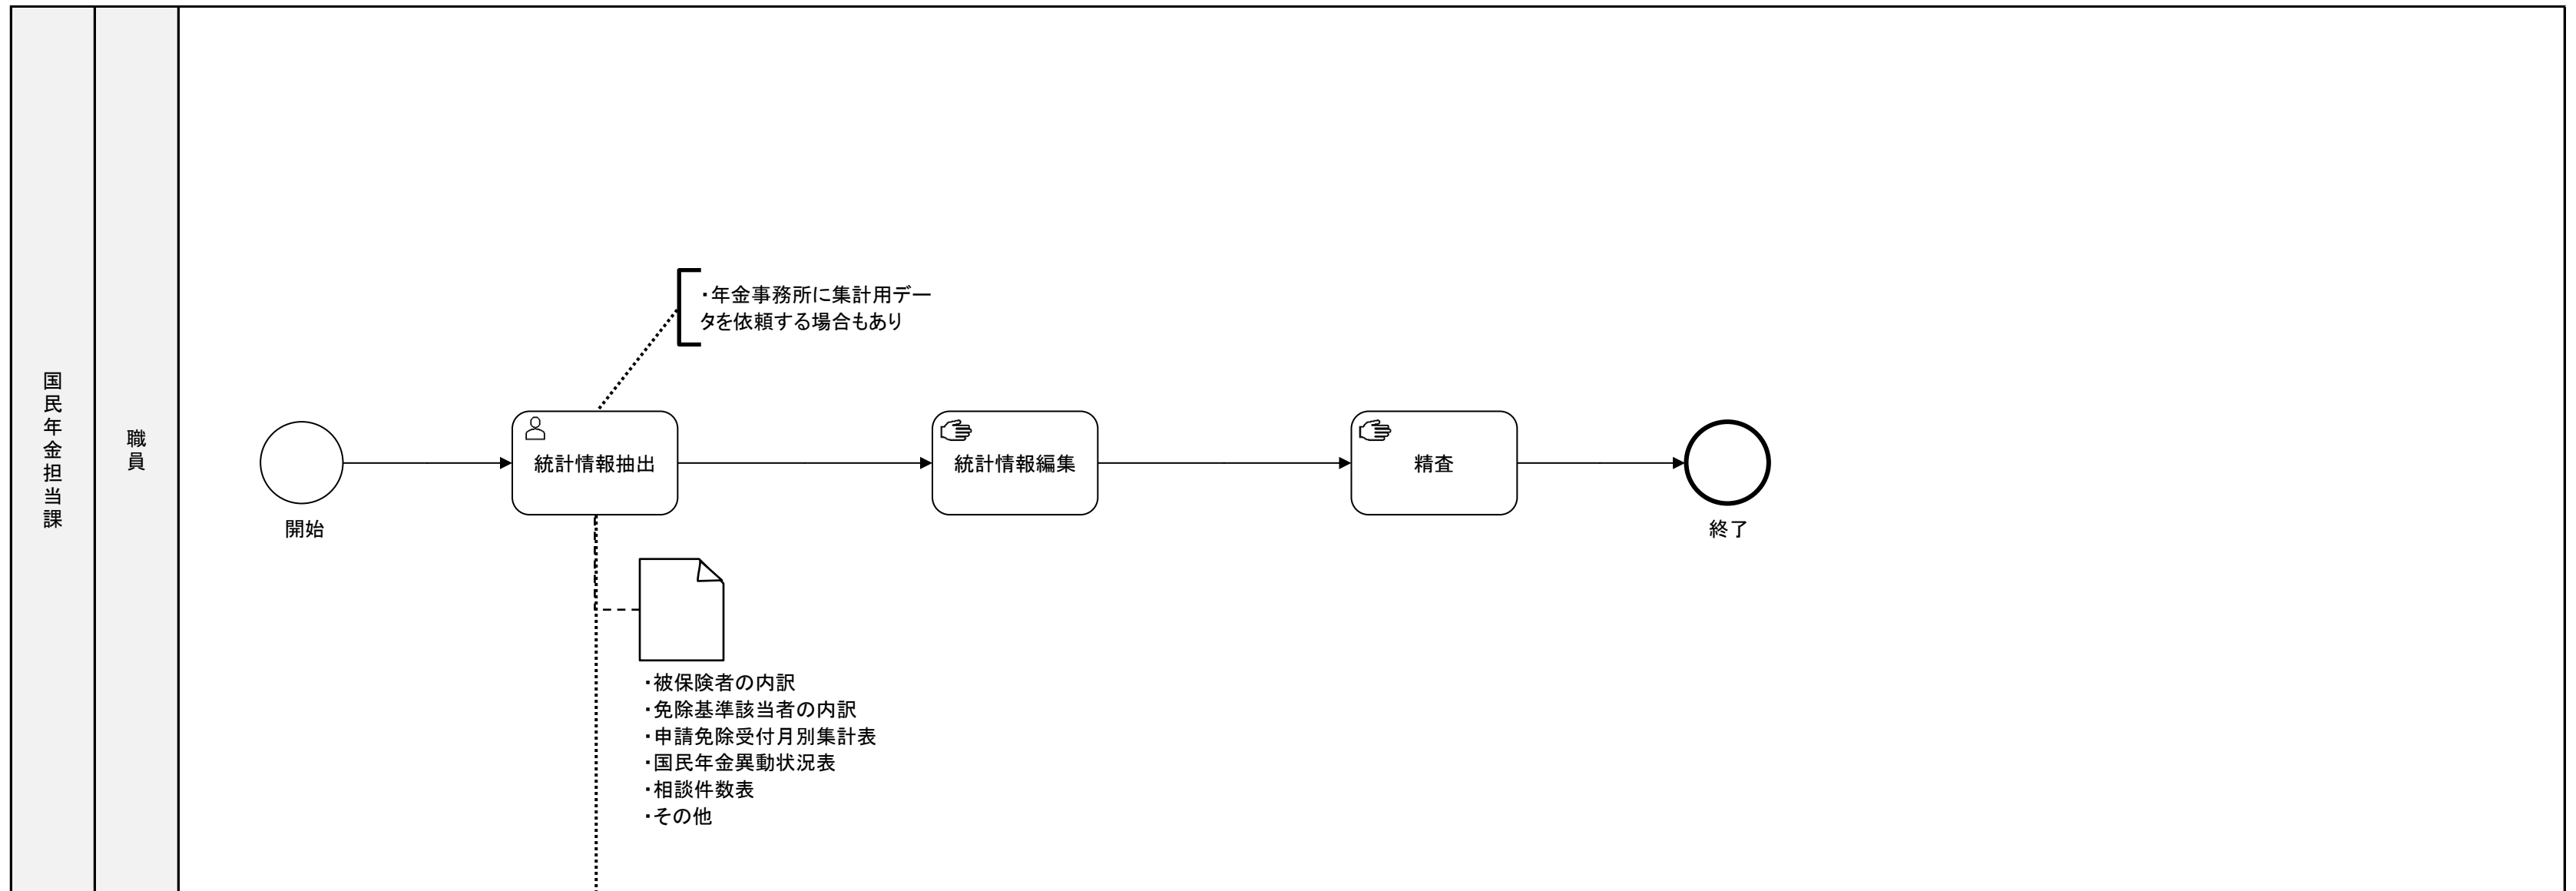 国民年金担当課
職員
・年金事務所に集計用デー
タを依頼する場合もあり
開始
統計情報抽出
統計情報編集
精査
終了
・被保険者の内訳
・免除基準該当者の内訳
・申請免除受付月別集計表
・国民年金異動状況表
・相談件数表
・その他